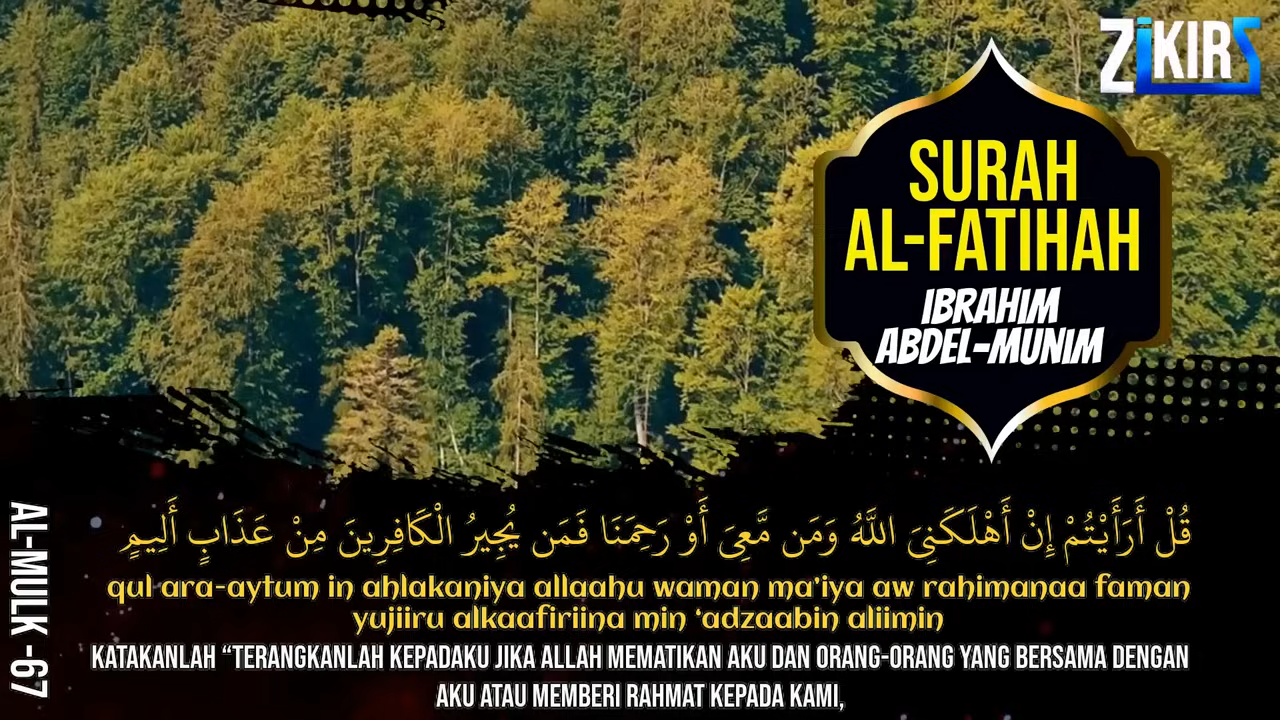 ZiKIRS
SURAH
AL-FATIHAH
IBRAHIM
ABDEL-MUNIM
قُلْ أَرَأَيْتُمْ إِنْ أَهْلَكَنِيَ اللَّهُ وَمَن مَّعِيَ أَوْ رَحِمَنَا فَمَن يُجِيرُ الْكَافِرِينَ مِنْ عَذَابٍ أَلِيمٍ
qul ara-aytum in ahlakaniya allaahu waman ma'iya aw rahimanaa faman
yujiiru alkaafiriina min 'adzaabin aliimin
KATAKANLAH “TERANGKANLAH KEPADAKU JIKA ALLAH MEMATIKAN AKU DAN ORANG-ORANG YANG BERSAMA DENGAN
AKU ATAU MEMBERI RAHMAT KEPADA KAMI,
AL-MULK -67